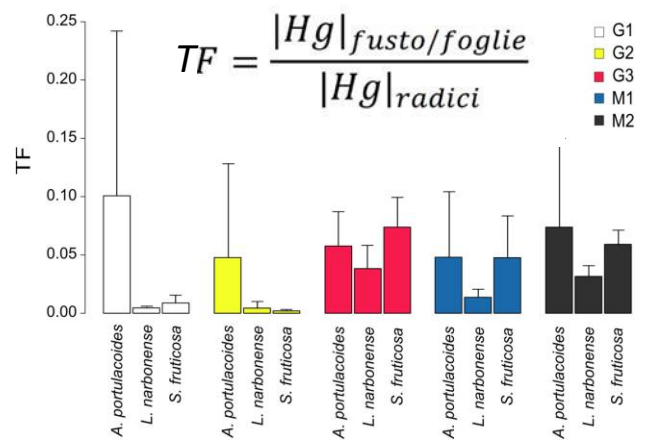 0.25
0.20
0.15
0.10
0.05
0.00
TF
TF = |Hg|fusto/foglie / |Hg|radici
G1
G2
G3
M1
M2
A. portulacoides
L. narbonense
S. fruticosa
A. portulacoides
L. narbonense
S. fruticosa
A. portulacoides
L. narbonense
S. fruticosa
A. portulacoides
L. narbonense
S. fruticosa
A. portulacoides
L. narbonense
S. fruticosa